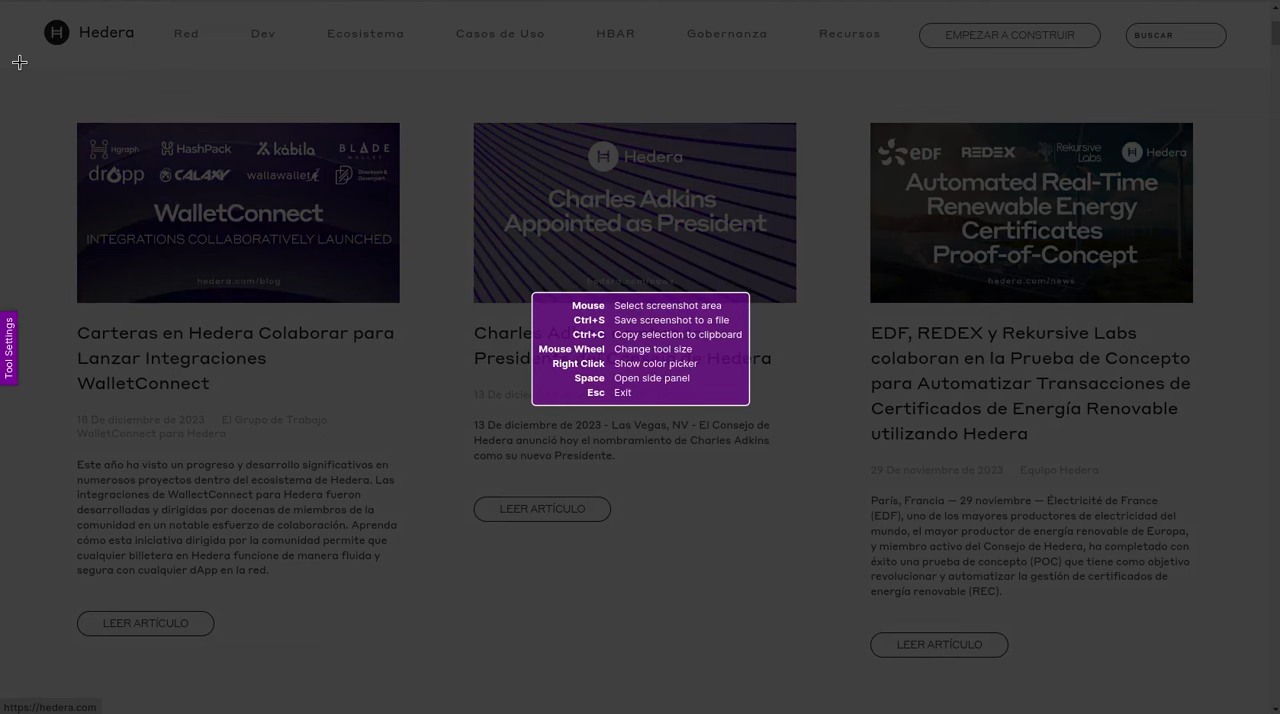 Hedera
Red
Dev
Ecosistema
Casos de Uso
HBAR
Gobernanza
Recursos
EMPEZAR A CONSTRUIR
BUSCAR
Hgraph
HashPack
kabila
BLADE
WALLET
dropp
CALAXY
wallawallet
WalletConnect
INTEGRATIONS COLLABORATIVELY LAUNCHED
hedera.com/blog
Carteras en Hedera Colaborar para
Lanzar Integraciones
WalletConnect
18 De diciembre de 2023 El Grupo de Trabajo
WalletConnect para Hedera
Este año ha visto un progreso y desarrollo significativos en
numerosos proyectos dentro del ecosistema de Hedera. Las
integraciones de WallectConnect para Hedera fueron
desarrolladas y dirigidas por docenas de miembros de la
comunidad en un notable esfuerzo de colaboración. Aprenda
cómo esta iniciativa dirigida por la comunidad permite que
cualquier billetera en Hedera funcione de manera fluida y
segura con cualquier dApp en la red.
LEER ARTÍCULO
Hedera
Charles Adkins
Appointed as President
hedera.com/news
13 De
13 De diciembre de 2023 - Las Vegas, NV - El Consejo de
Hedera anunció hoy el nombramiento de Charles Adkins
como su nuevo Presidente.
LEER ARTÍCULO
eDF
REDEX
Rekursive
Labs
Hedera
Automated Real-Time
Renewable Energy
Certificates
Proof-of-Concept
hedera.com/news
EDF, REDEX y Rekursive Labs
colaboran en la Prueba de Concepto
para Automatizar Transacciones de
Certificados de Energía Renovable
utilizando Hedera
29 De noviembre de 2023 Equipo Hedera
París, Francia — 29 noviembre — Électricité de France
(EDF), uno de los mayores productores de electricidad del
mundo, el mayor productor de energía renovable de Europa,
y miembro activo del Consejo de Hedera, ha completado con
éxito una prueba de concepto (POC) que tiene como objetivo
revolucionar y automatizar la gestión de certificados de
energía renovable (REC).
LEER ARTÍCULO
Mouse Select screenshot area
Ctrl+S Save screenshot to a file
Ctrl+C Copy selection to clipboard
Mouse Wheel Change tool size
Right Click Show color picker
Space Open side panel
Esc Exit
Tool Settings
https://hedera.com